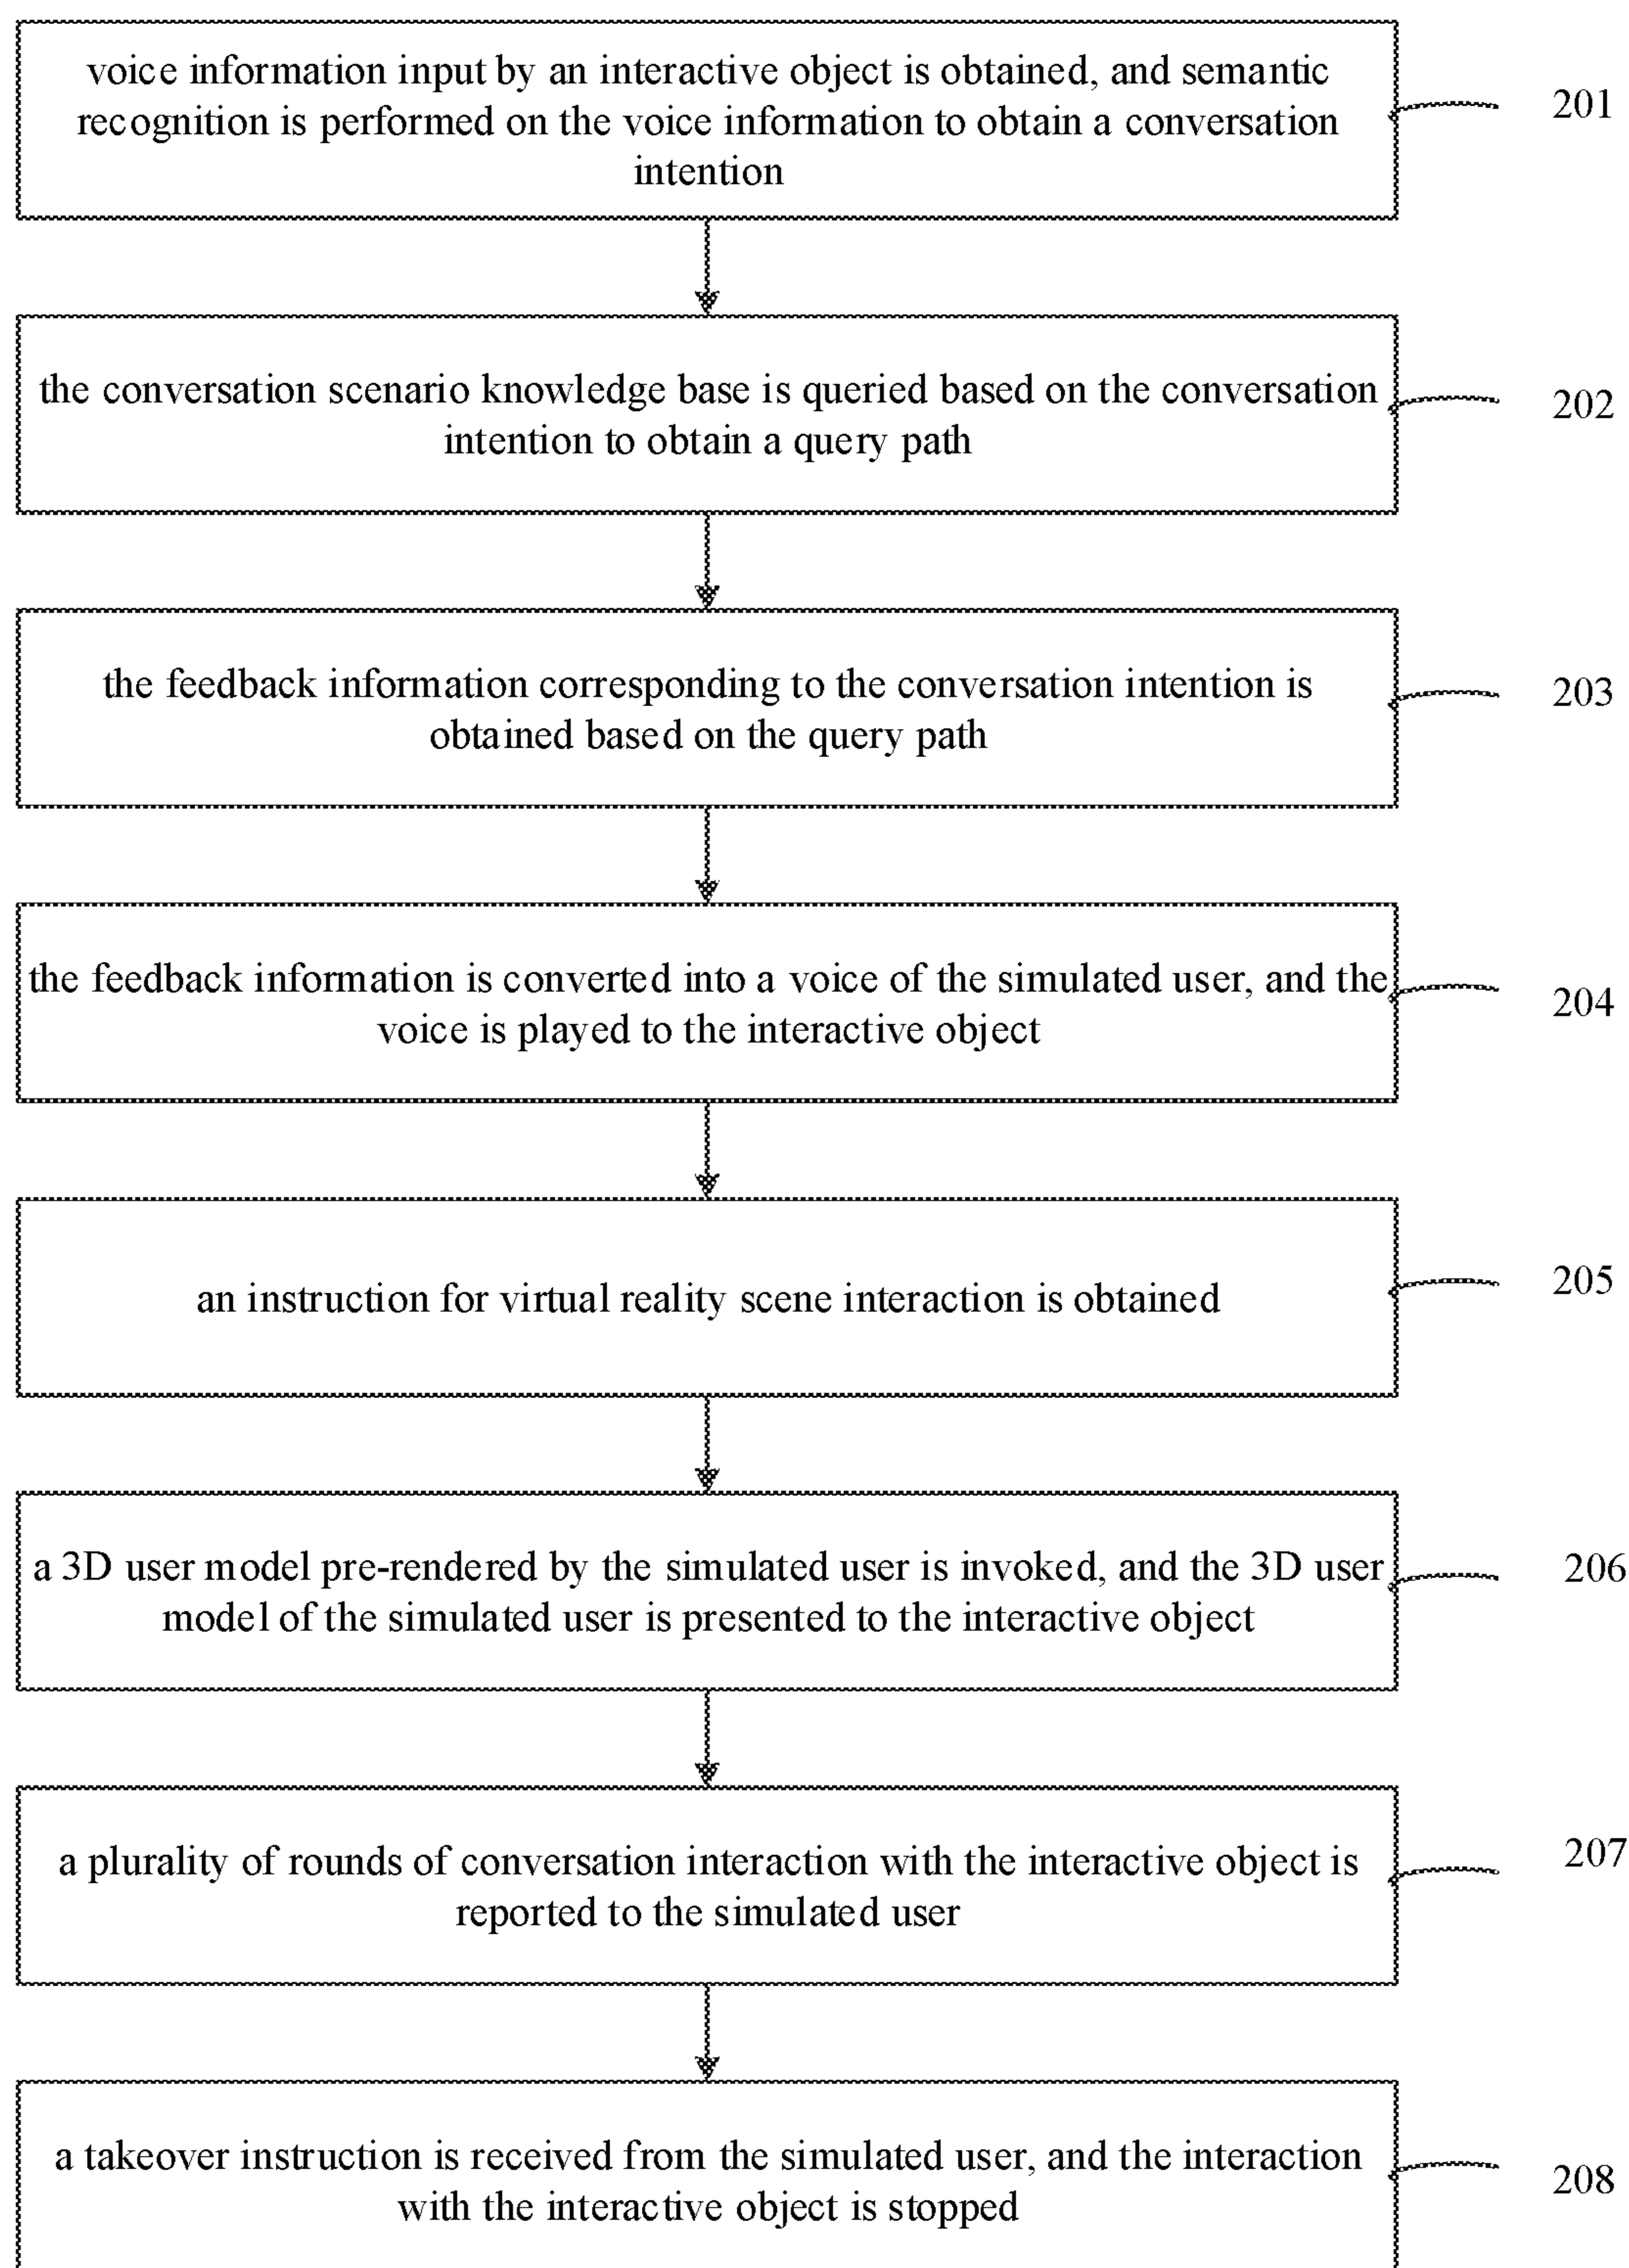 voice information input by an interactive object is obtained, and semantic
recognition is performed on the voice information to obtain a conversation
intention
201
the conversation scenario knowledge base is queried based on the conversation
intention to obtain a query path
202
the feedback information corresponding to the conversation intention is
obtained based on the query path
203
the feedback information is converted into a voice of the simulated user, and the
voice is played to the interactive object
204
an instruction for virtual reality scene interaction is obtained
205
a 3D user model pre-rendered by the simulated user is invoked, and the 3D user
model of the simulated user is presented to the interactive object
206
a plurality of rounds of conversation interaction with the interactive object is
reported to the simulated user
207
a takeover instruction is received from the simulated user, and the interaction
with the interactive object is stopped
208